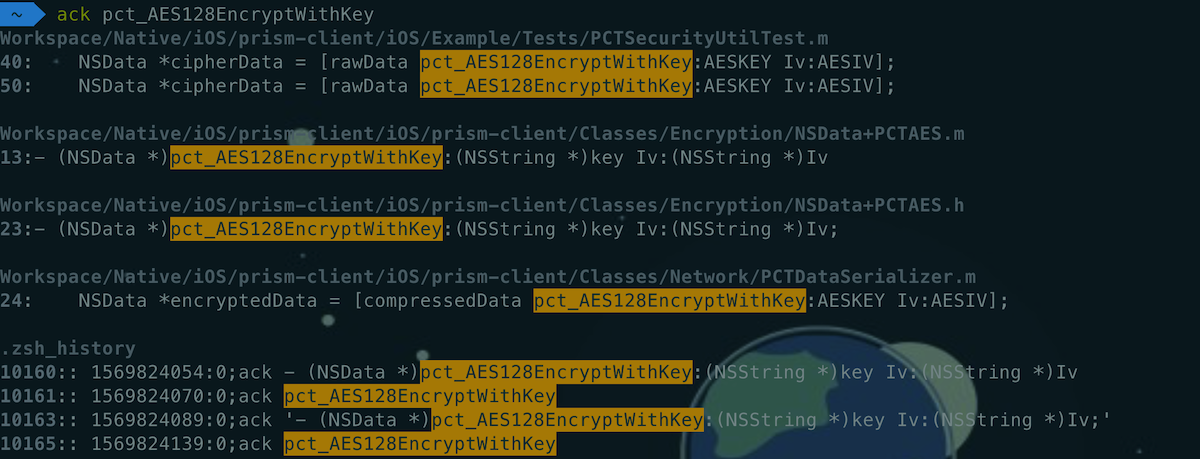 ~ ack pct_AES128EncryptWithKey
Workspace/Native/iOS/prism-client/iOS/Example/Tests/PCTSecurityUtilTest.m
40:    NSData *cipherData = [rawData pct_AES128EncryptWithKey:AESKEY Iv:AESIV];
50:    NSData *cipherData = [rawData pct_AES128EncryptWithKey:AESKEY Iv:AESIV];
Workspace/Native/iOS/prism-client/iOS/prism-client/Classes/Encryption/NSData+PCTAES.m
13:- (NSData *)pct_AES128EncryptWithKey:(NSString *)key Iv:(NSString *)Iv
Workspace/Native/iOS/prism-client/iOS/prism-client/Classes/Encryption/NSData+PCTAES.h
23:- (NSData *)pct_AES128EncryptWithKey:(NSString *)key Iv:(NSString *)Iv;
Workspace/Native/iOS/prism-client/iOS/prism-client/Classes/Network/PCTDataSerializer.m
24:    NSData *encryptedData = [compressedData pct_AES128EncryptWithKey:AESKEY Iv:AESIV];
.zsh_history
10160:: 1569824054:0;ack - (NSData *)pct_AES128EncryptWithKey:(NSString *)key Iv:(NSString *)Iv
10161:: 1569824070:0;ack pct_AES128EncryptWithKey
10163:: 1569824089:0;ack '- (NSData *)pct_AES128EncryptWithKey:(NSString *)key Iv:(NSString *)Iv;'
10165:: 1569824139:0;ack pct_AES128EncryptWithKey